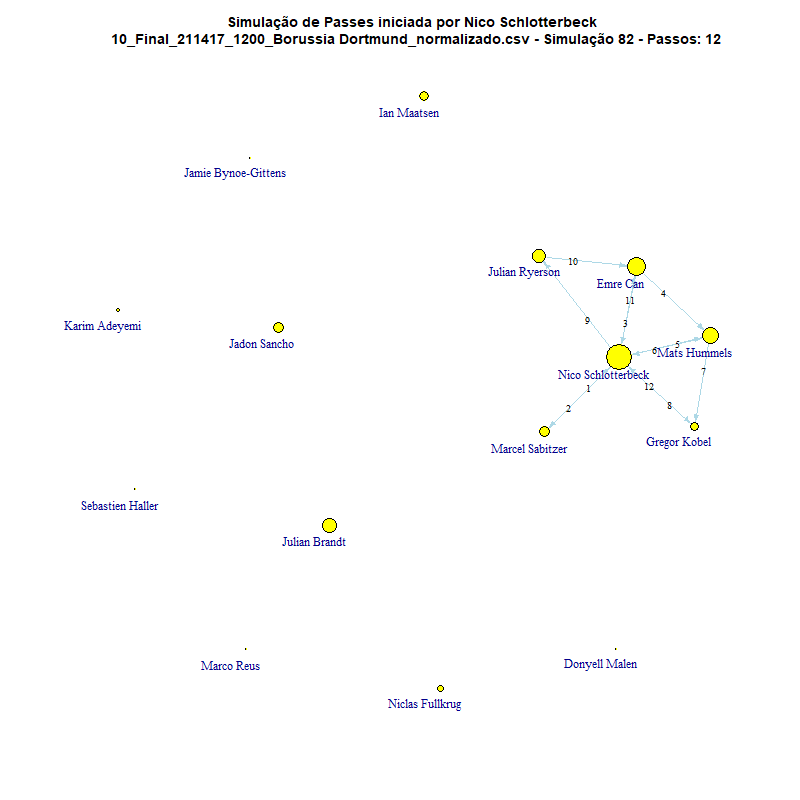 Simulação de Passes iniciada por Nico Schlotterbeck
10_Final_211417_1200_Borussia Dortmund_normalizado.csv - Simulação 82 - Passos: 12
Ian Maatsen
Jamie Bynoe-Gittens
Julian Ryerson
10
Emre Can
4
11
Karim Adeyemi
9
3
Jadon Sancho
5
6
Mats Hummels
Nico Schlotterbeck
7
1
12
2
8
Marcel Sabitzer
Gregor Kobel
Sebastien Haller
Julian Brandt
Marco Reus
Donyell Malen
Niclas Fullkrug